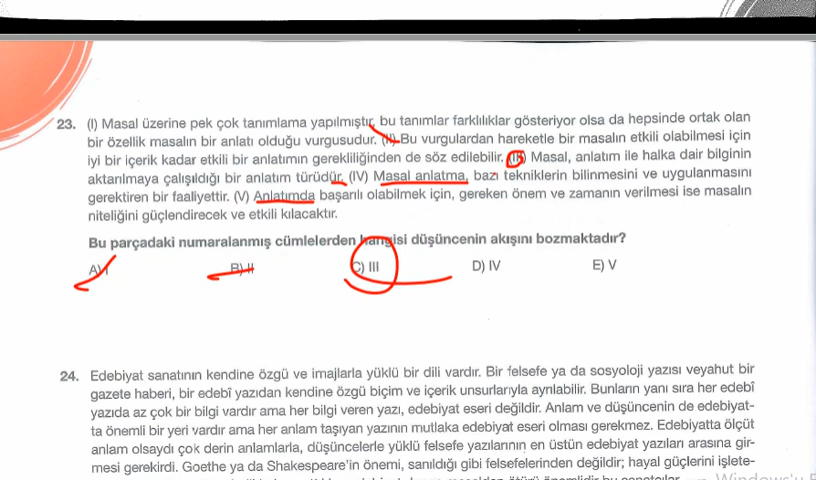 23. (I) Masal üzerine pek çok tanımlama yapılmıştır, bu tanımlar farklılıklar gösteriyor olsa da hepsinde ortak olan
bir özellik masalın bir anlatı olduğu vurgusudur. (II) Bu vurgulardan hareketle bir masalın etkili olabilmesi için
iyi bir içerik kadar etkili bir anlatımın gerekliliğinden de söz edilebilir. (III) Masal, anlatım ile halka dair bilginin
aktarılmaya çalışıldığı bir anlatım türüdür. (IV) Masal anlatma, bazı tekniklerin bilinmesini ve uygulanmasını
gerektiren bir faaliyettir. (V) Anlatımda başarılı olabilmek için, gereken önem ve zamanın verilmesi ise masalın
niteliğini güçlendirecek ve etkili kılacaktır.
Bu parçadaki numaralanmış cümlelerden hangisi düşüncenin akışını bozmaktadır?
A) I B) II C) III D) IV E) V
24. Edebiyat sanatının kendine özgü ve imajlarla yüklü bir dili vardır. Bir felsefe ya da sosyoloji yazısı veyahut bir
gazete haberi, bir edebî yazıdan kendine özgü biçim ve içerik unsurlarıyla ayrılabilir. Bunların yanı sıra her edebî
yazıda az çok bir bilgi vardır ama her bilgi veren yazı, edebiyat eseri değildir. Anlam ve düşüncenin de edebiyat-
ta önemli bir yeri vardır ama her anlam taşıyan yazının mutlaka edebiyat eseri olması gerekmez. Edebiyatta ölçüt
anlam olsaydı çok derin anlamlarla, düşüncelerle yüklü felsefe yazılarının en üstün edebiyat yazıları arasına gir-
mesi gerekirdi. Goethe ya da Shakespeare'in önemi, sanıldığı gibi felsefelerinden değildir; hayal güçlerini işlete-